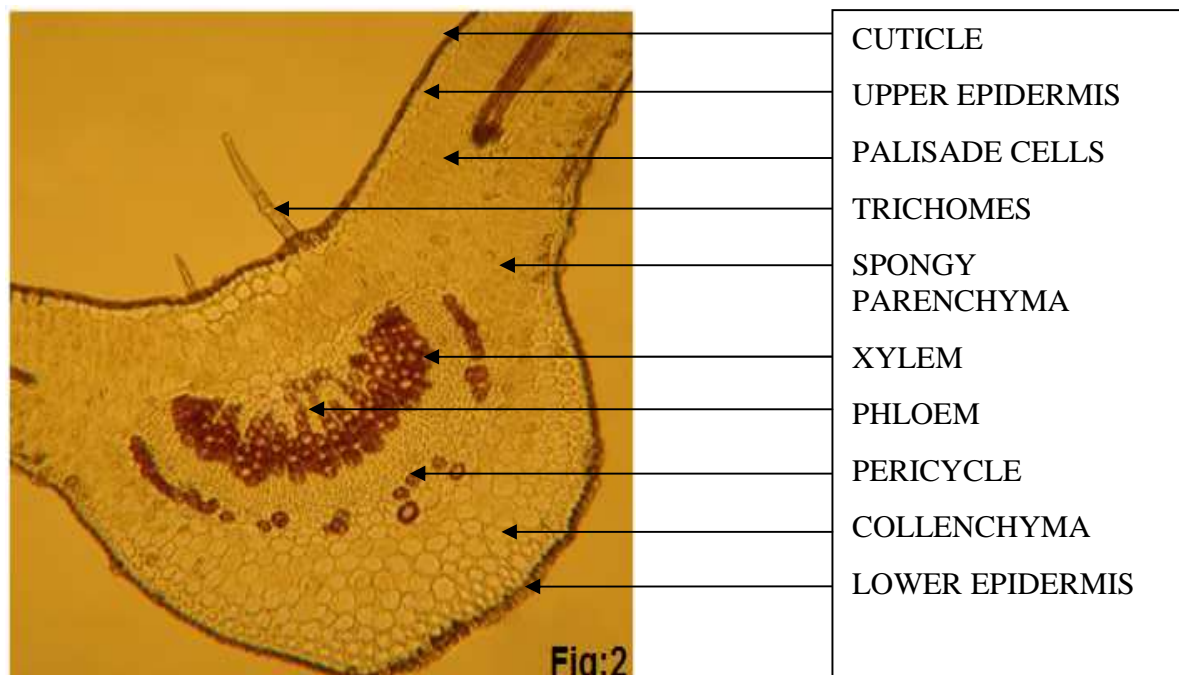 CUTICLE
UPPER EPIDERMIS
PALISADE CELLS
TRICHOMES
SPONGY
PARENCHYMA
XYLEM
PHLOEM
PERICYCLE
COLLENCHYMA
LOWER EPIDERMIS
Fig:2